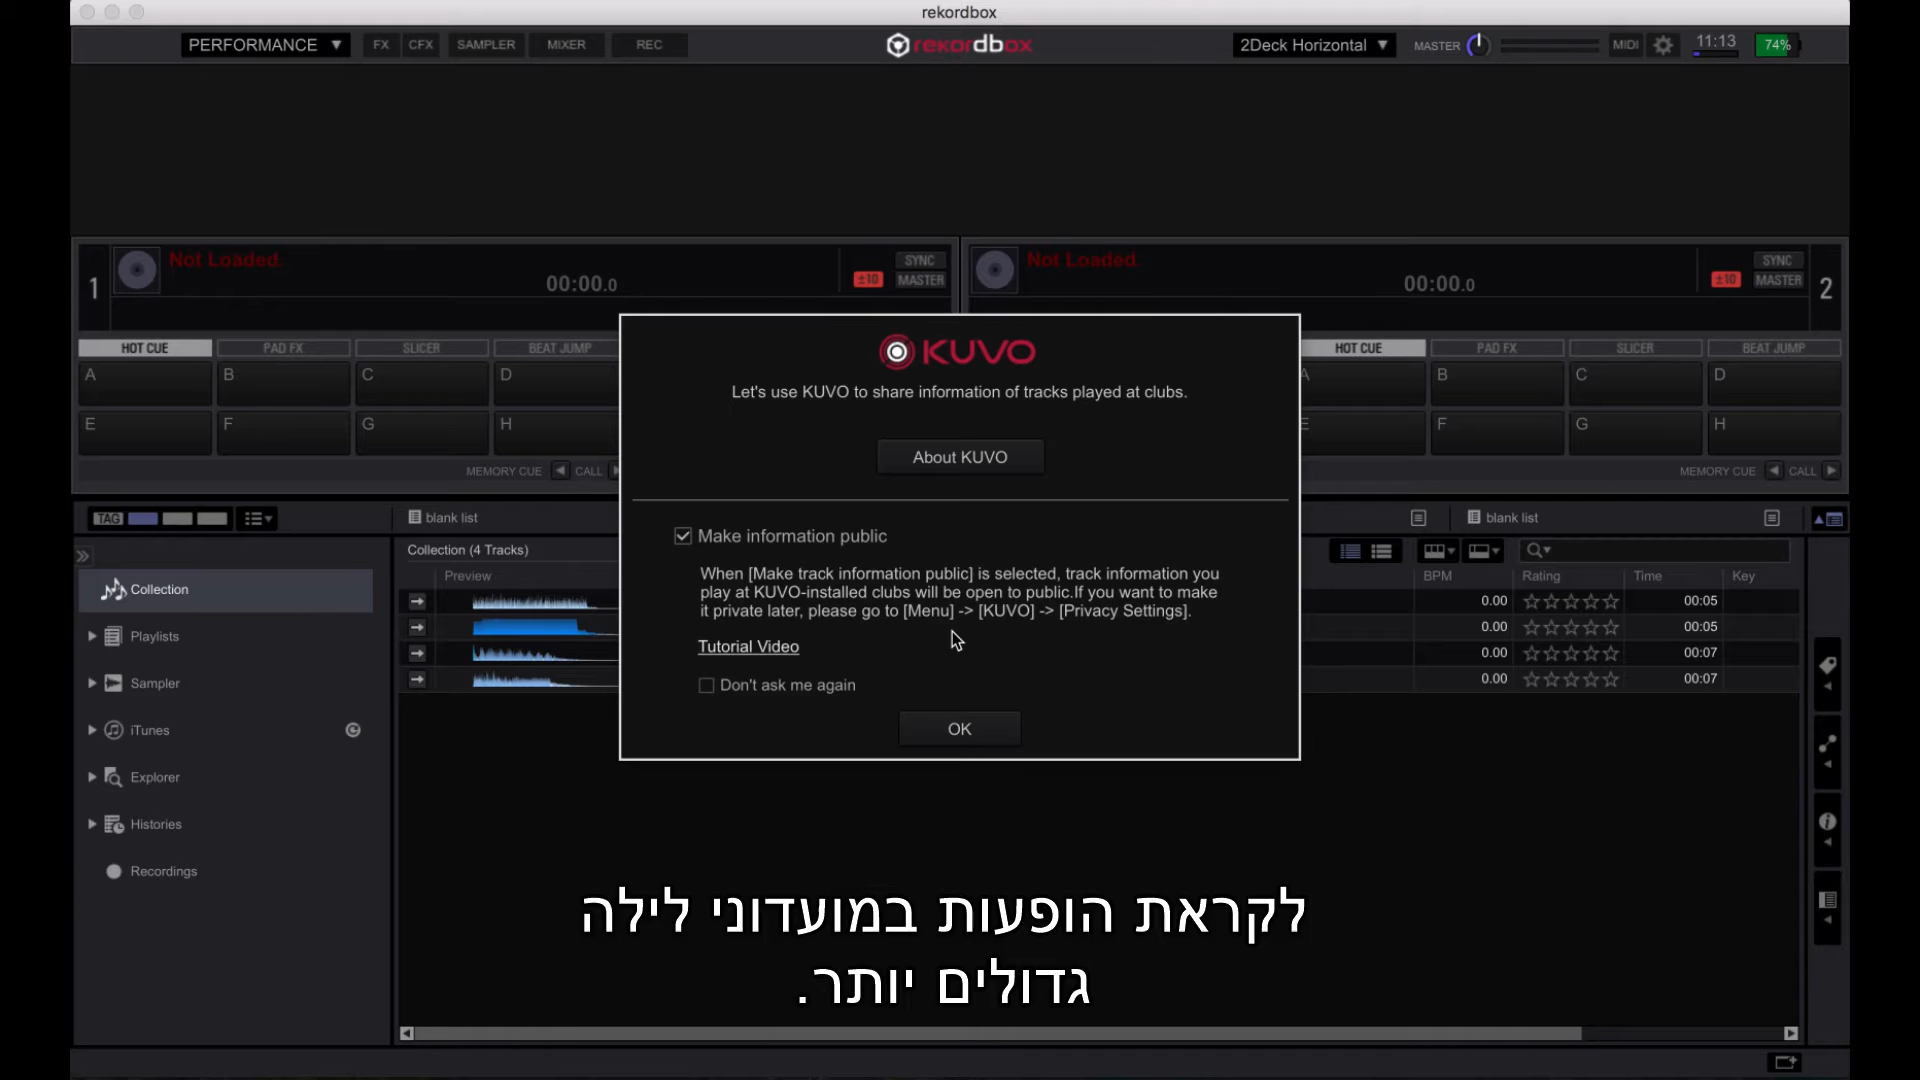 rekordbox
PERFORMANCE
FX
CFX
SAMPLER
MIXER
REC
rekordbox
2Deck Horizontal
MASTER
MIDI
11:13
74%
1
Not Loaded.
00:00.0
±10
SYNC
MASTER
Not Loaded.
00:00.0
±10
SYNC
MASTER
2
HOT CUE
PAD FX
SLICER
BEAT JUMP
A
B
C
D
E
F
G
H
MEMORY CUE
CALL
HOT CUE
PAD FX
SLICER
BEAT JUMP
A
B
C
D
E
F
G
H
MEMORY CUE
CALL
KUVO
Let's use KUVO to share information of tracks played at clubs.
About KUVO
Make information public
When [Make track information public] is selected, track information you
play at KUVO-installed clubs will be open to public.If you want to make
it private later, please go to [Menu] -> [KUVO] -> [Privacy Settings].
Tutorial Video
Don't ask me again
OK
TAG
blank list
blank list
Collection (4 Tracks)
Preview
BPM
Rating
Time
Key
0.00
00:05
0.00
00:05
0.00
00:07
0.00
00:07
Collection
Playlists
Sampler
iTunes
Explorer
Histories
Recordings
לקראת הופעות במועדוני לילה
גדולים יותר.